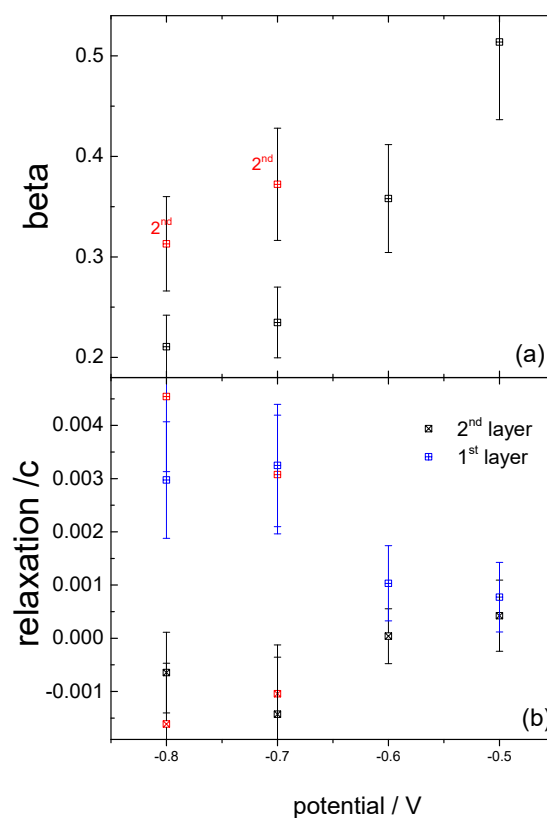 0.5
0.4
0.3
0.2
beta
2nd
2nd
(a)
0.004
0.003
0.002
0.001
0.000
-0.001
relaxation /c
2nd layer
1st layer
(b)
-0.8
-0.7
-0.6
-0.5
potential / V